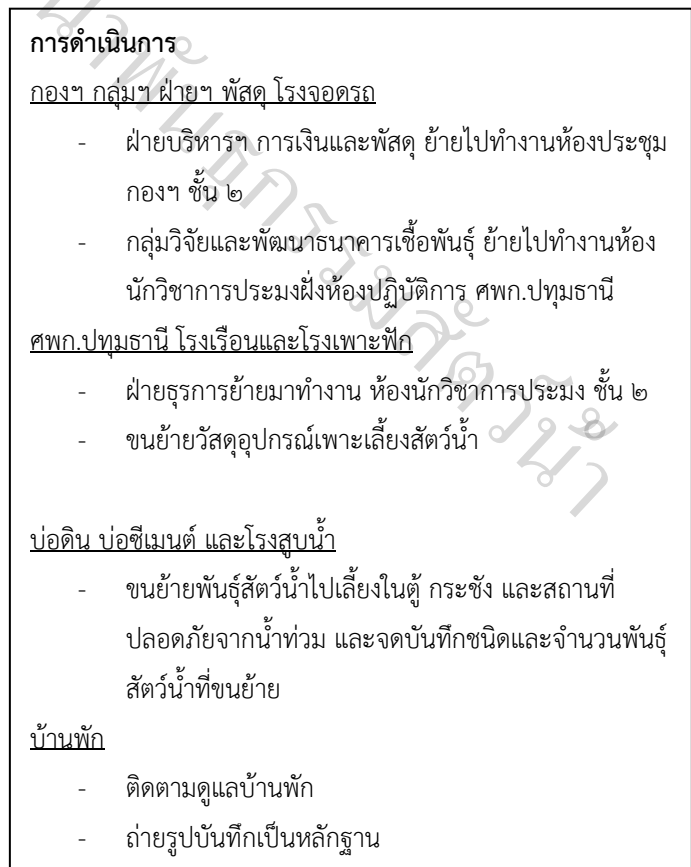 การดำเนินการ
กองฯ กลุ่มฯ ฝ่ายฯ พัสดุ โรงจอดรถ
- ฝ่ายบริหารฯ การเงินและพัสดุ ย้ายไปทำงานห้องประชุม
กองฯ ชั้น ๒
- กลุ่มวิจัยและพัฒนาธนาคารเชื้อพันธุ์ ย้ายไปทำงานห้อง
นักวิชาการประมงฝั่งห้องปฏิบัติการ ศพก.ปทุมธานี
ศพก.ปทุมธานี โรงเรือนและโรงเพาะฟัก
- ฝ่ายธุรการย้ายมาทำงาน ห้องนักวิชาการประมง ชั้น ๒
- ขนย้ายวัสดุอุปกรณ์เพาะเลี้ยงสัตว์น้ำ
บ่อดิน บ่อซีเมนต์ และโรงสูบน้ำ
- ขนย้ายพันธุ์สัตว์น้ำไปเลี้ยงในตู้ กระชัง และสถานที่
ปลอดภัยจากน้ำท่วม และจดบันทึกชนิดและจำนวนพันธุ์
สัตว์น้ำที่ขนย้าย
บ้านพัก
- ติดตามดูแลบ้านพัก
- ถ่ายรูปบันทึกเป็นหลักฐาน